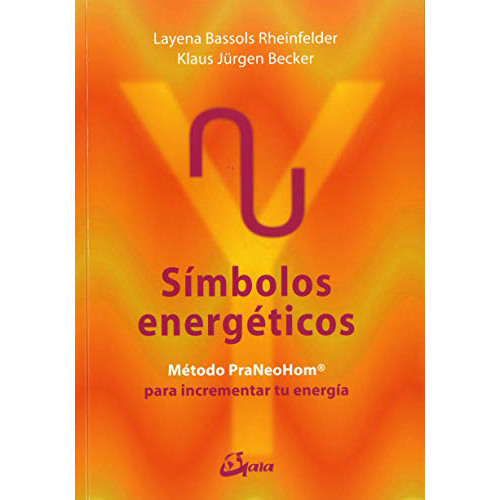 Layena Bassols Rheinfelder
Klaus Jürgen Becker
Símbolos
energéticos
Método PraNeoHom®
para incrementar tu energía
Gaia